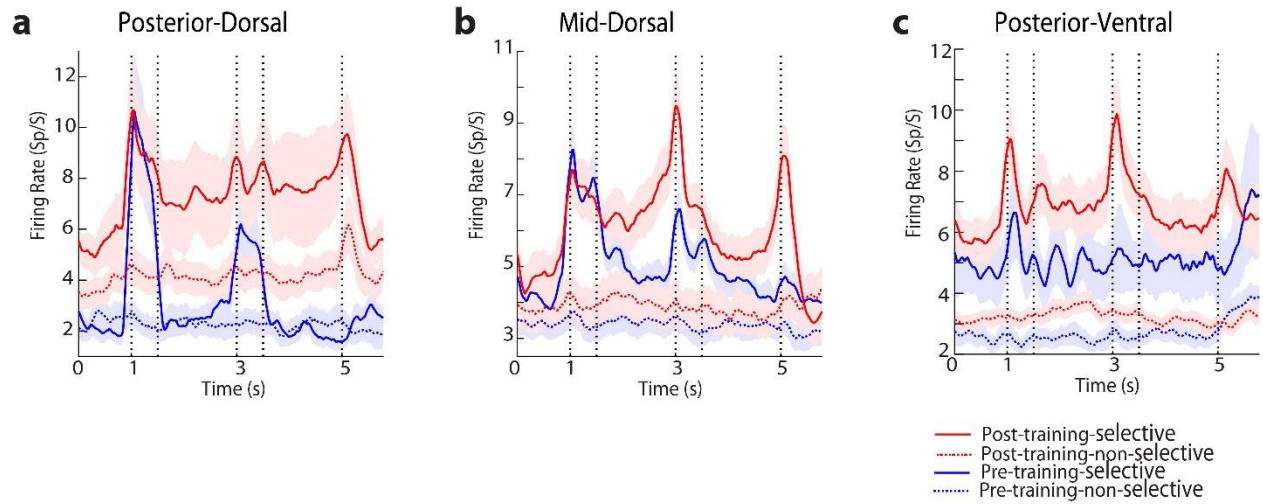 a Posterior-Dorsal
Firing Rate (Sp/S)
12
10
8
6
4
2
0 1 3 5
Time (s)
b Mid-Dorsal
Firing Rate (Sp/S)
11
9
7
5
3
0 1 3 5
Time (s)
c Posterior-Ventral
Firing Rate (Sp/S)
12
10
8
6
4
2
0 1 3 5
Time (s)
Post-training-selective
Post-training-non-selective
Pre-training-selective
Pre-training-non-selective